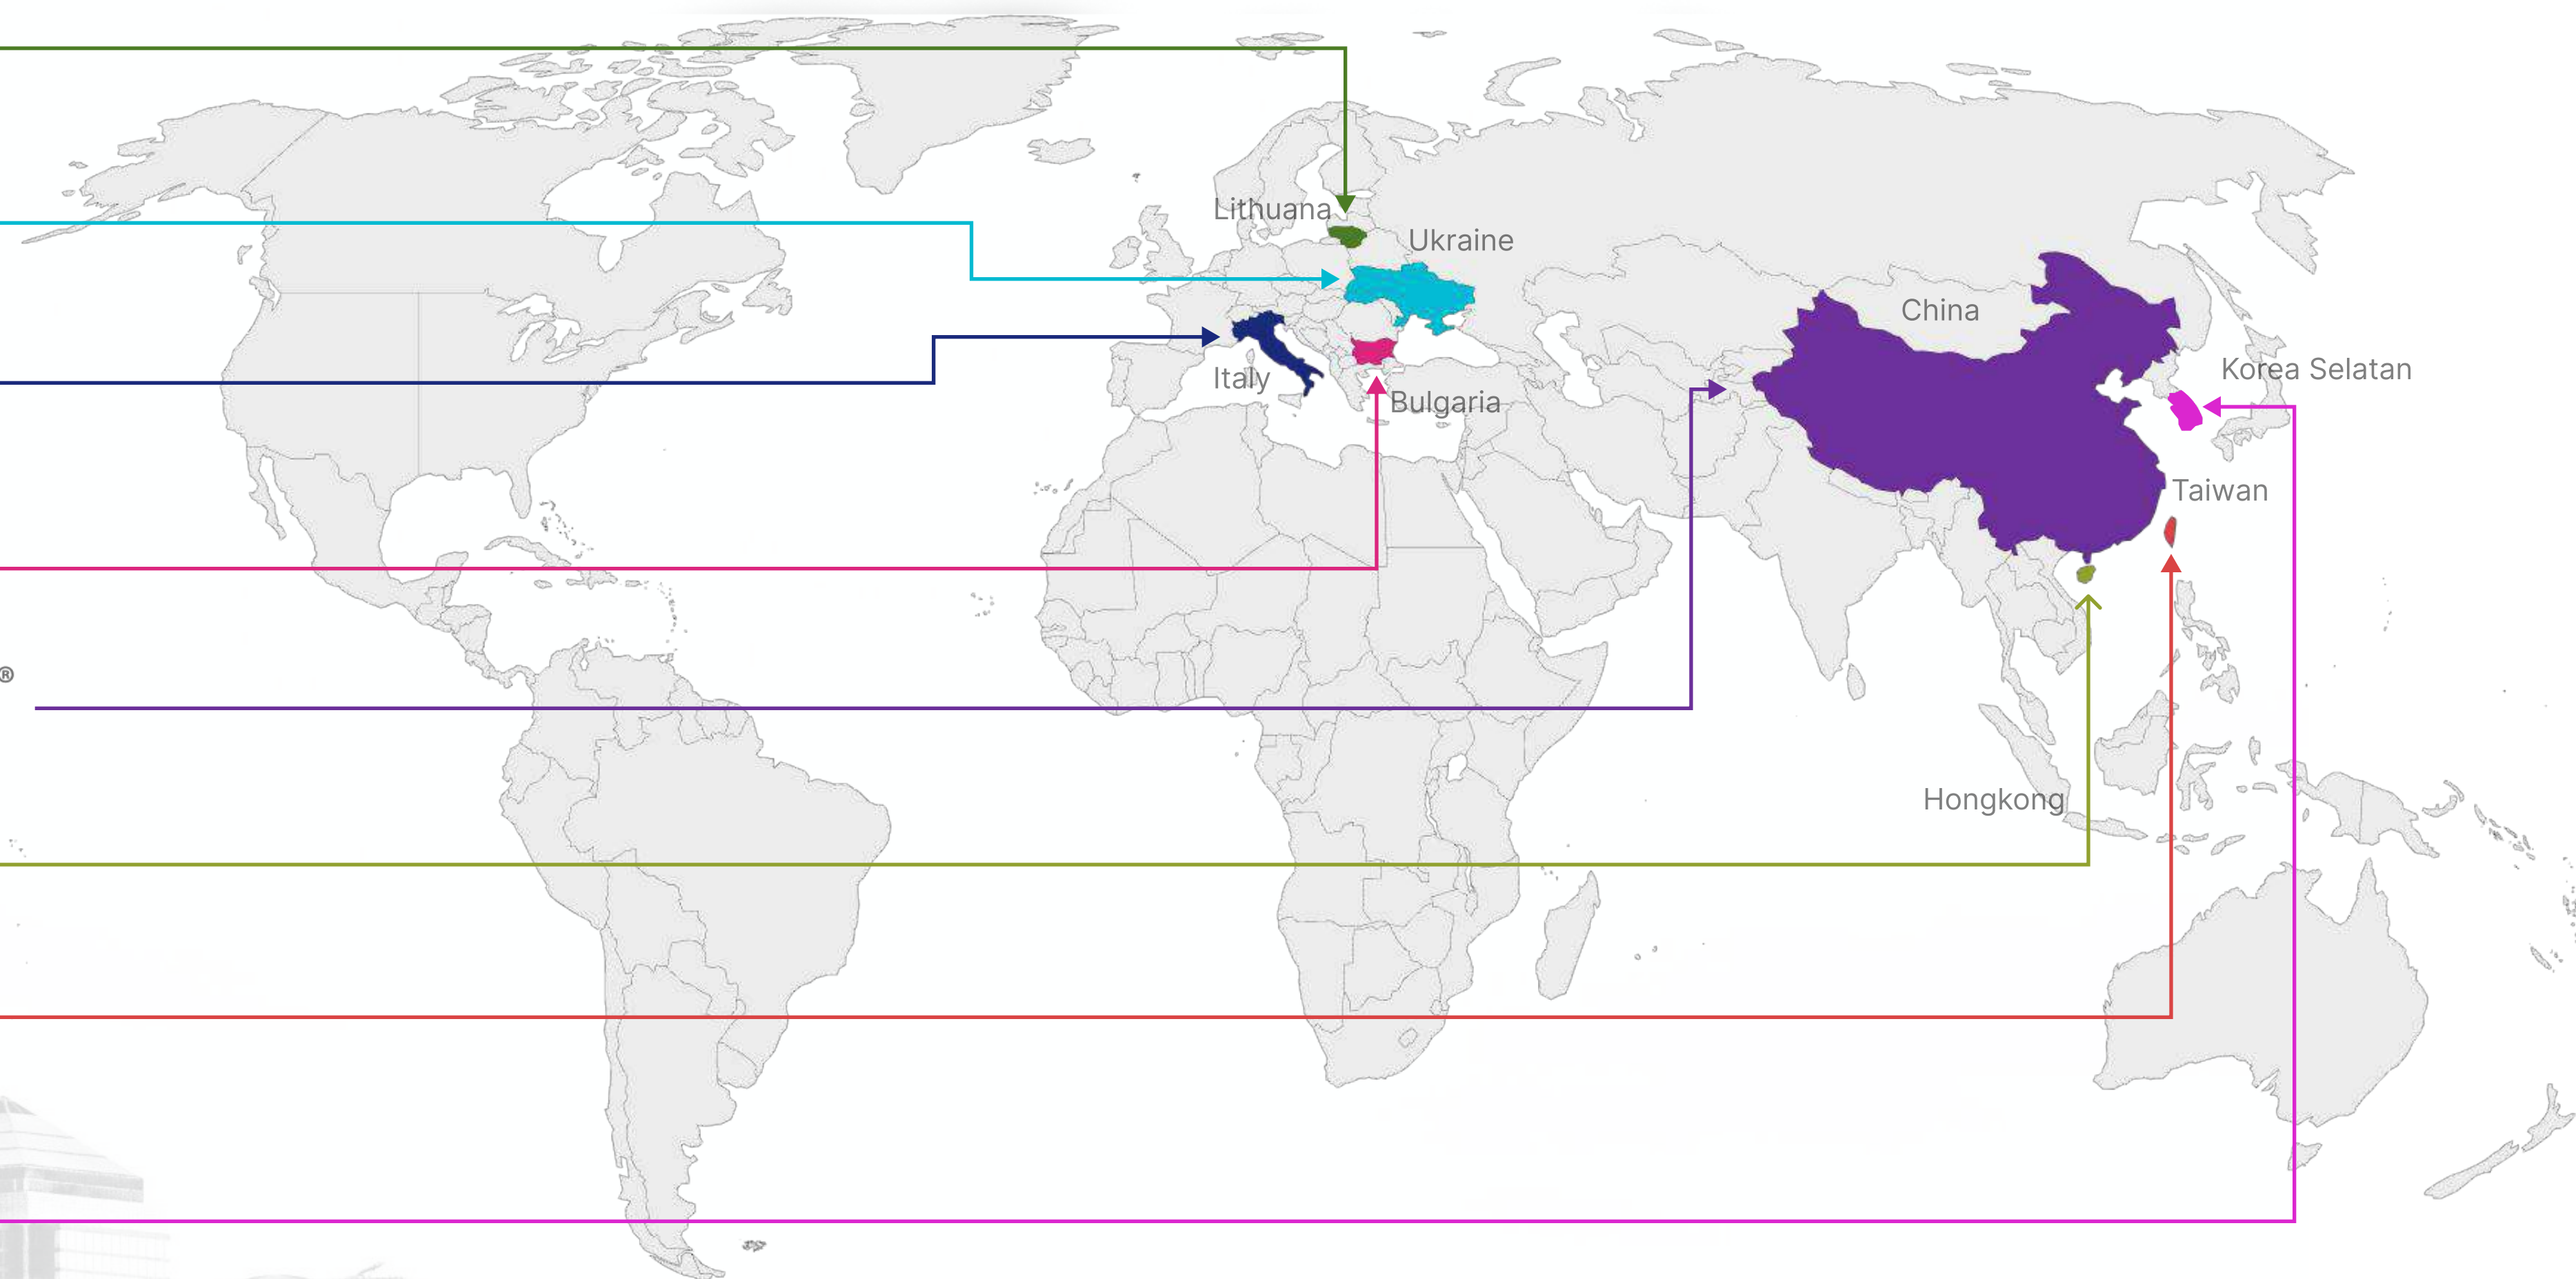 Lithuana
Ukraine
China
Korea Selatan
Italy
Bulgaria
Taiwan
®
Hongkong